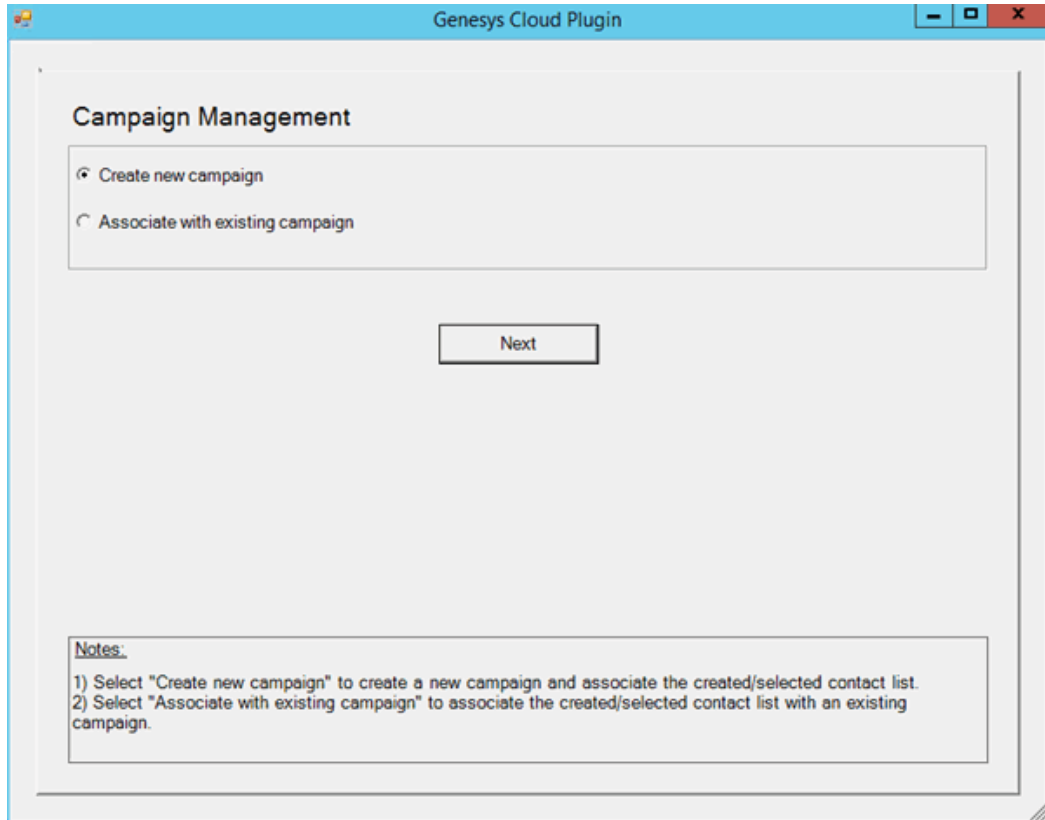 Genesys Cloud Plugin
Campaign Management
Create new campaign
Associate with existing campaign
Next
Notes:
1) Select "Create new campaign" to create a new campaign and associate the created/selected contact list.
2) Select "Associate with existing campaign" to associate the created/selected contact list with an existing
campaign.